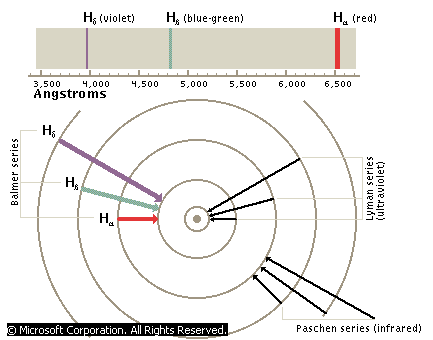 Hδ (violet)
Hβ (blue-green)
Hα (red)
3,500 4,000 4,500 5,000 5,500 6,000 6,500
Angstroms
Hδ
Hβ
Hα
Balmer series
Lyman series
(ultraviolet)
Paschen series (infrared)
© Microsoft Corporation. All Rights Reserved.